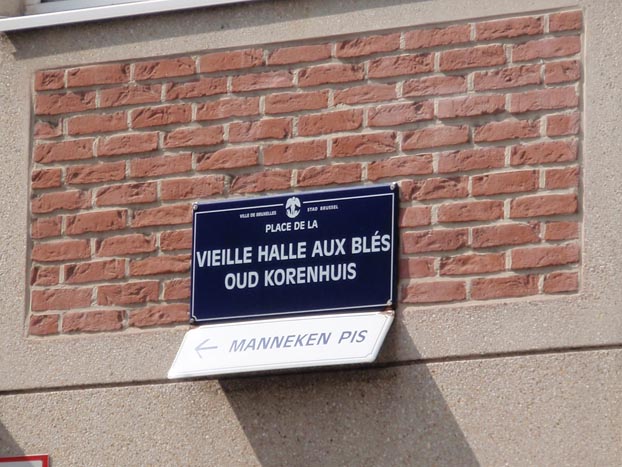 VILLE DE BRUXELLES STAD BRUSSEL
PLACE DE LA
VIEILLE HALLE AUX BLÉS
OUD KORENHUIS
← MANNEKEN PIS